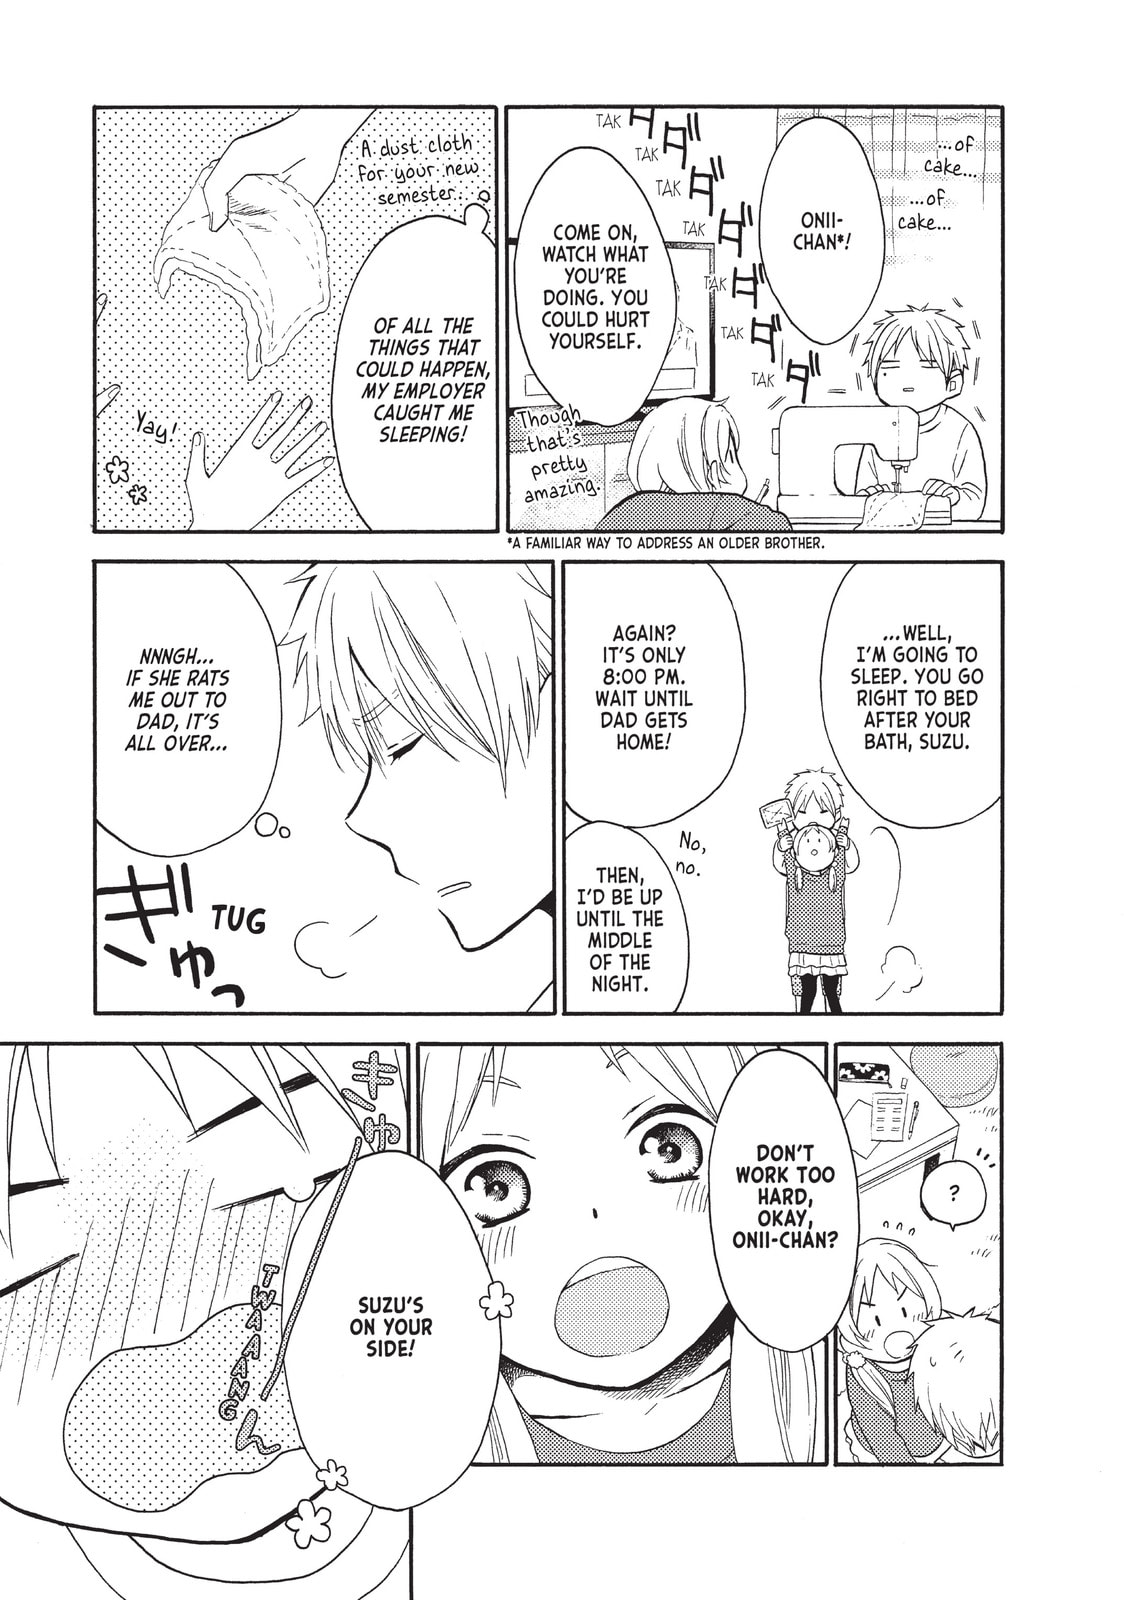 ...of
cake...
...of
cake...
ONII-
CHAN*!
TAK
TAK
TAK
TAK
TAK
TAK
TAK
ダダダダダダダ
COME ON,
WATCH WHAT
YOU'RE
DOING. YOU
COULD HURT
YOURSELF.
Though
that's
pretty
amazing.
*A FAMILIAR WAY TO ADDRESS AN OLDER BROTHER.
A dust cloth
for your new
semester...
OF ALL THE
THINGS THAT
COULD HAPPEN,
MY EMPLOYER
CAUGHT ME
SLEEPING!
Yay!
...WELL,
I'M GOING TO
SLEEP. YOU GO
RIGHT TO BED
AFTER YOUR
BATH, SUZU.
AGAIN?
IT'S ONLY
8:00 PM.
WAIT UNTIL
DAD GETS
HOME!
No,
no.
THEN,
I'D BE UP
UNTIL THE
MIDDLE
OF THE
NIGHT.
NNNGH...
IF SHE RATS
ME OUT TO
DAD, IT'S
ALL OVER...
ギゅっ
TUG
?
DON'T
WORK TOO
HARD,
OKAY,
ONII-CHAN?
SUZU'S
ON YOUR
SIDE!
きゅーん
TWAAANG